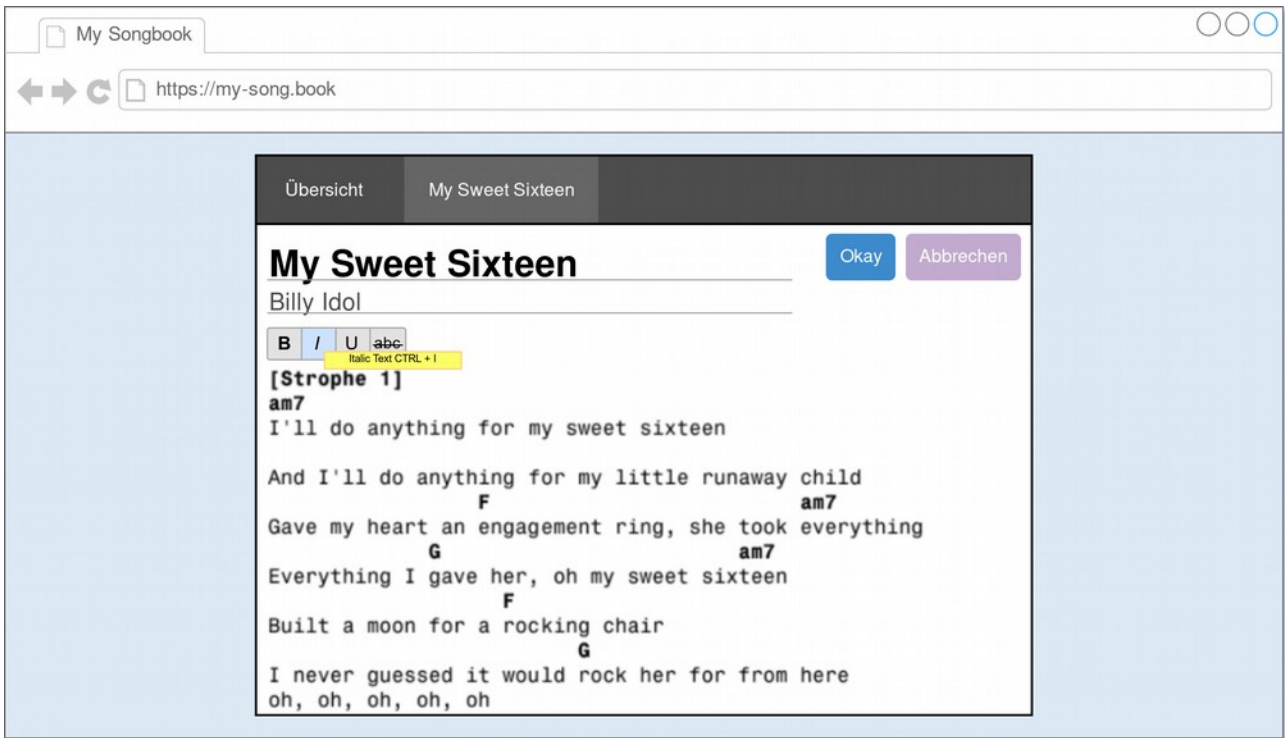 My Songbook
https://my-song.book
Übersicht My Sweet Sixteen
My Sweet Sixteen
Okay Abbrechen
Billy Idol
B I U abc
Italic Text CTRL + I
[Strophe 1]
am7
I'll do anything for my sweet sixteen
And I'll do anything for my little runaway child
F am7
Gave my heart an engagement ring, she took everything
G am7
Everything I gave her, oh my sweet sixteen
F
Built a moon for a rocking chair
G
I never guessed it would rock her for from here
oh, oh, oh, oh, oh